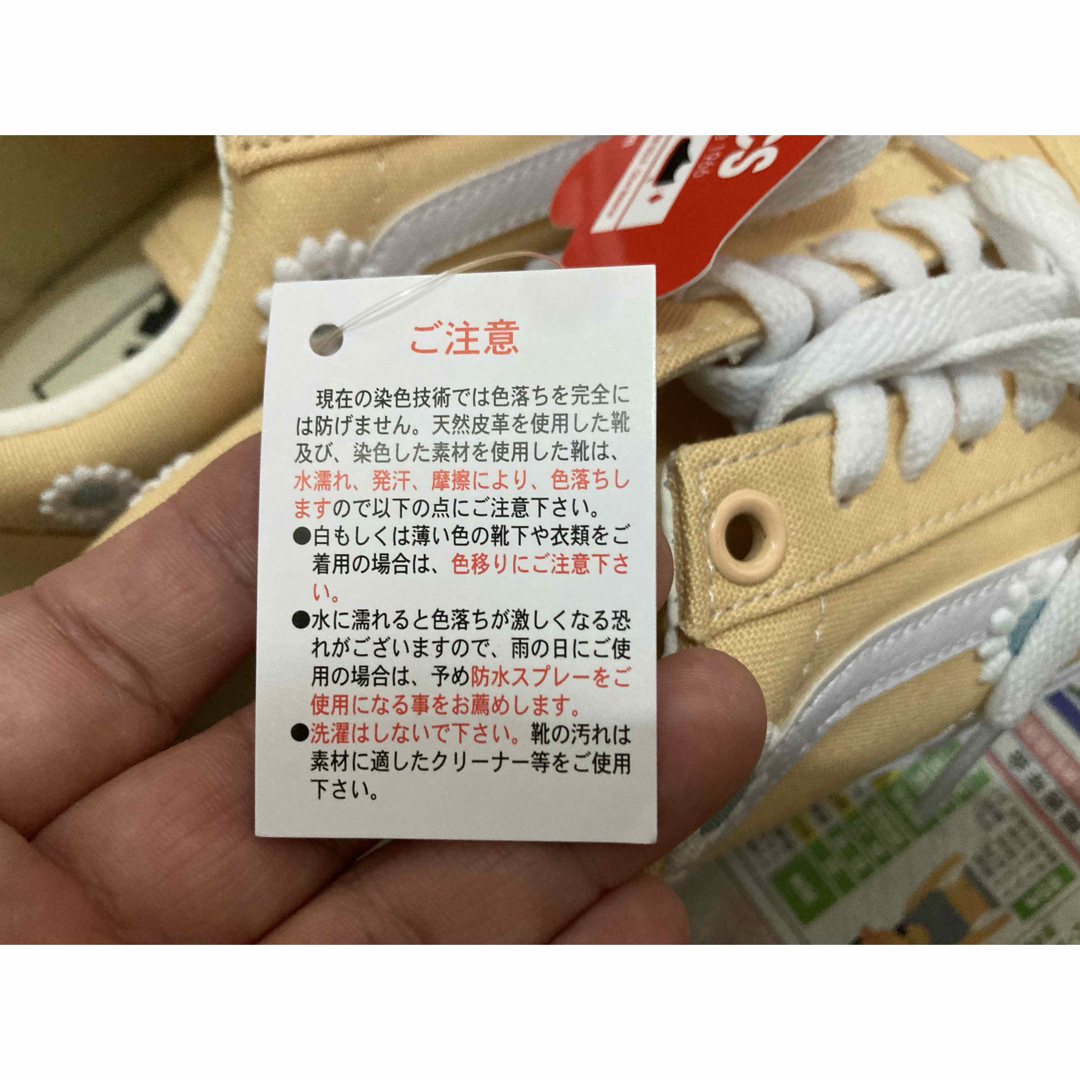 CS
1966
ご注意
現在の染色技術では色落ちを完全に
は防げません。天然皮革を使用した靴
及び、染色した素材を使用した靴は、
水濡れ、発汗、摩擦により、色落ちし
ますので以下の点にご注意下さい。
●白もしくは薄い色の靴下や衣類をご
着用の場合は、色移りにご注意下さ
い。
●水に濡れると色落ちが激しくなる恐
れがございますので、雨の日にご使
用の場合は、予め防水スプレーをご
使用になる事をお薦めします。
●洗濯はしないで下さい。靴の汚れは
素材に適したクリーナー等をご使用
下さい。